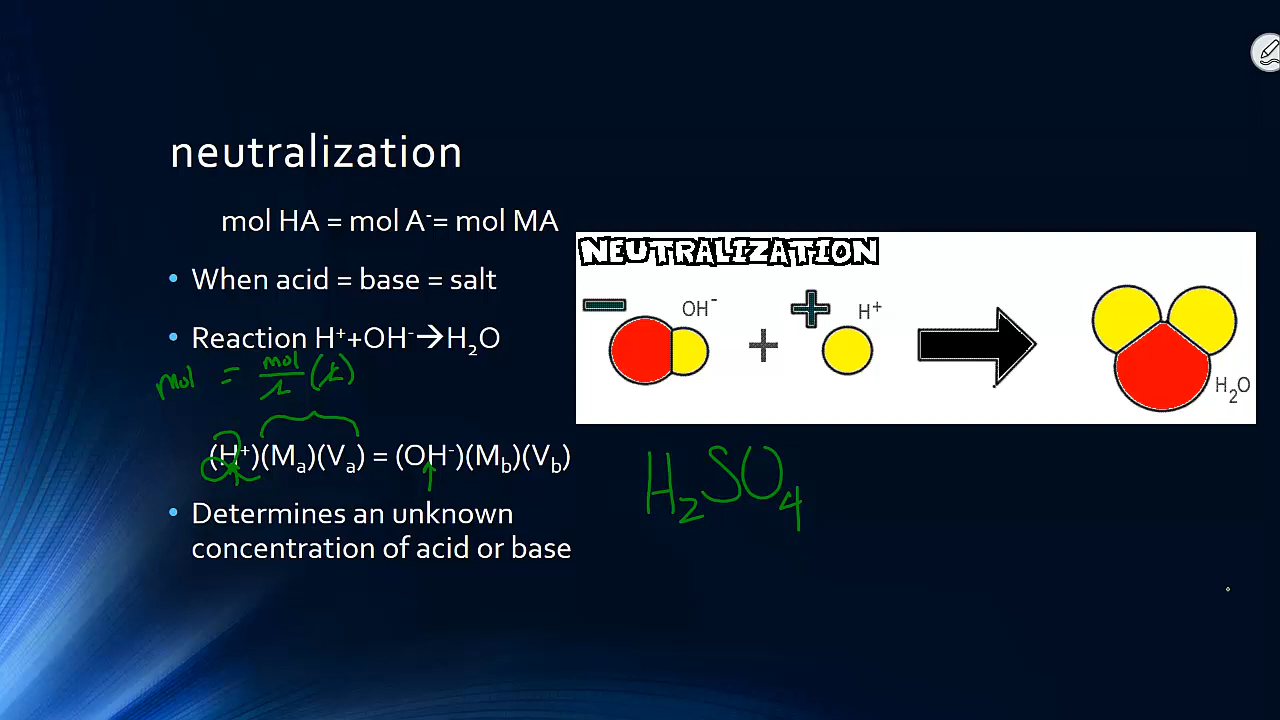 neutralization
mol HA = mol A⁻= mol MA
• When acid = base = salt
• Reaction H⁺+OH⁻→H₂O
mol = mol/L (L)
(H⁺)(Mₐ)(Vₐ) = (OH⁻)(M_b)(V_b)
2
• Determines an unknown
concentration of acid or base
NEUTRALIZATION
− OH⁻ + + H⁺
H₂O
H₂SO₄